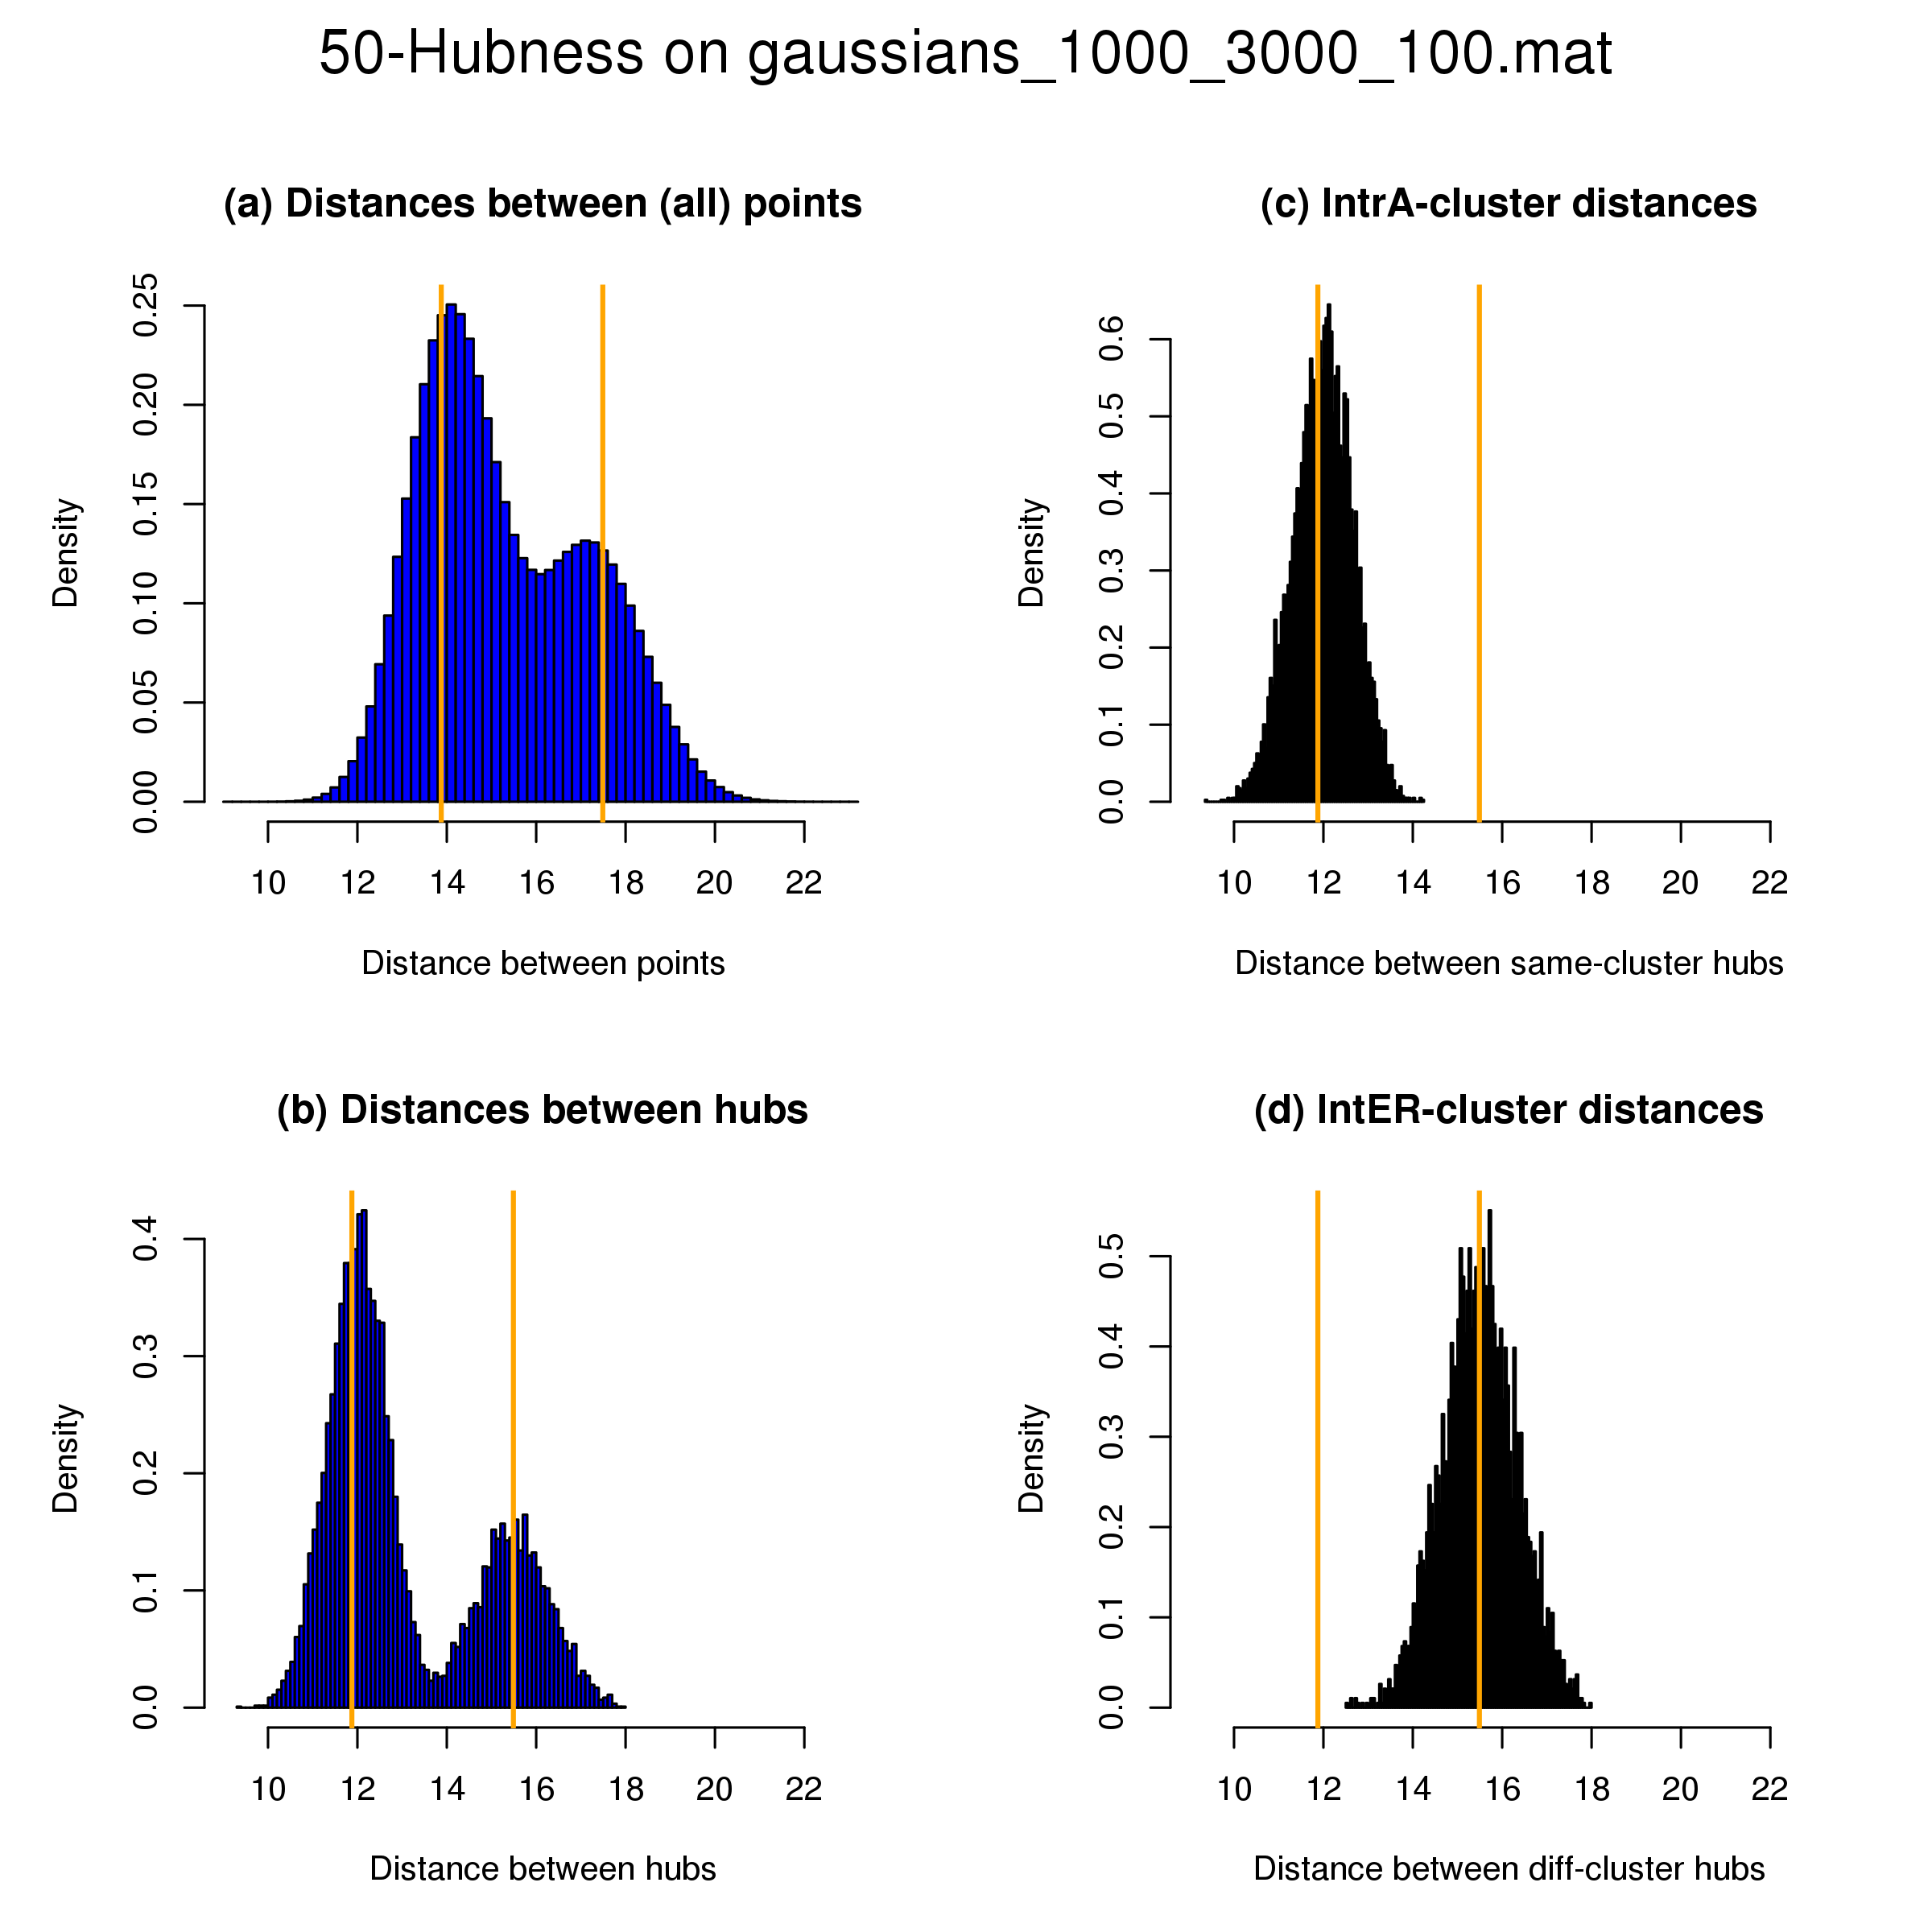 50-Hubness on gaussians_1000_3000_100.mat
(a) Distances between (all) points
Density
0.00 0.05 0.10 0.15 0.20 0.25
10 12 14 16 18 20 22
Distance between points
(c) IntrA-cluster distances
Density
0.0 0.1 0.2 0.3 0.4 0.5 0.6
10 12 14 16 18 20 22
Distance between same-cluster hubs
(b) Distances between hubs
Density
0.0 0.1 0.2 0.3 0.4
10 12 14 16 18 20 22
Distance between hubs
(d) IntER-cluster distances
Density
0.0 0.1 0.2 0.3 0.4 0.5
10 12 14 16 18 20 22
Distance between diff-cluster hubs